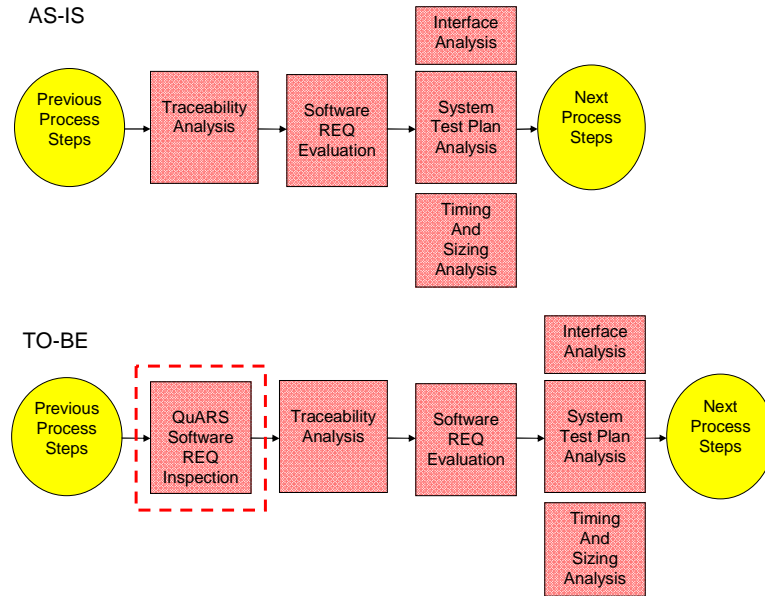 AS-IS
Previous
Process
Steps
Traceability
Analysis
Software
REQ
Evaluation
Interface
Analysis
System
Test Plan
Analysis
Timing
And
Sizing
Analysis
Next
Process
Steps
TO-BE
Previous
Process
Steps
QuARS
Software
REQ
Inspection
Traceability
Analysis
Software
REQ
Evaluation
Interface
Analysis
System
Test Plan
Analysis
Timing
And
Sizing
Analysis
Next
Process
Steps